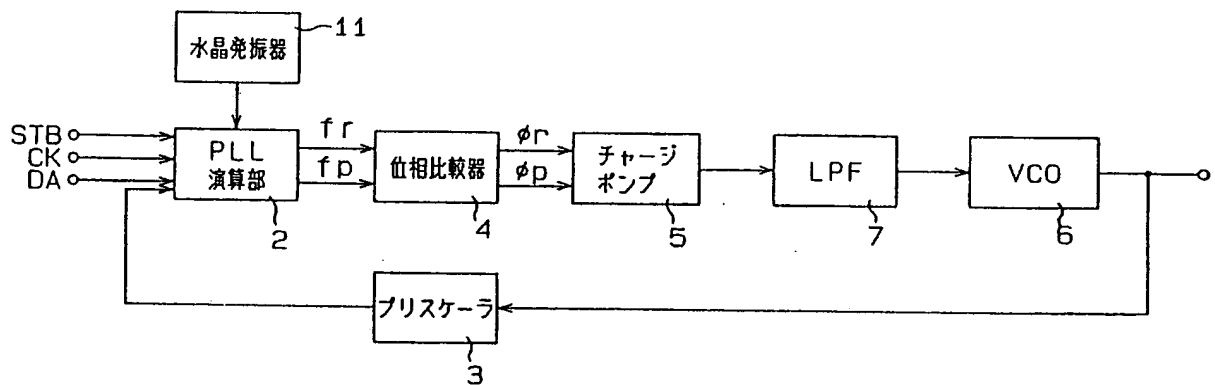 水晶発振器
11
STB
CK
DA
PLL
演算部
2
fr
fp
位相比較器
4
φr
φp
チャージ
ポンプ
5
LPF
7
VCO
6
プリスケーラ
3